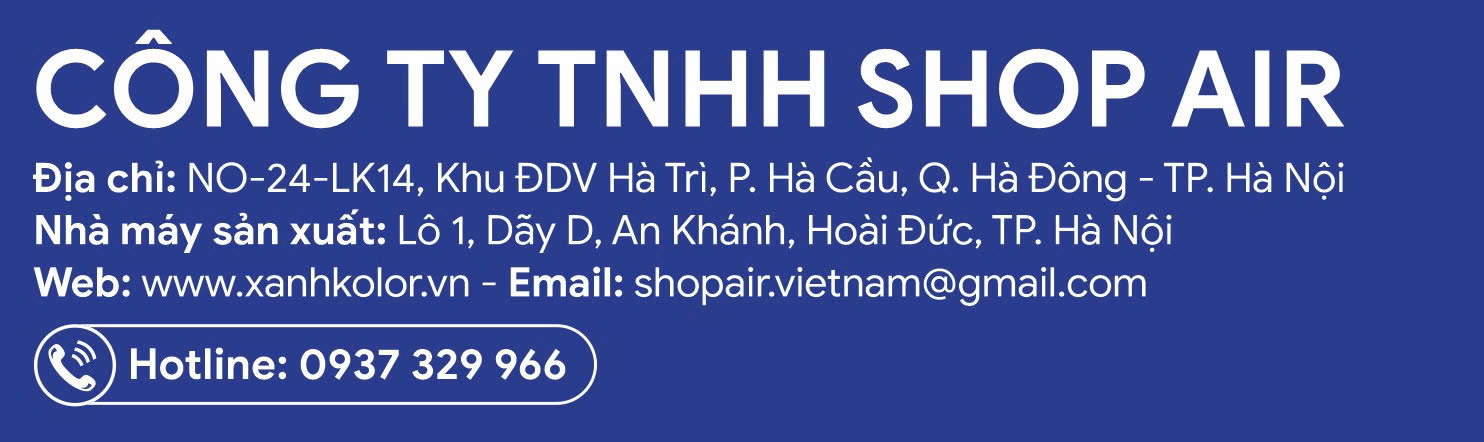 CÔNG TY TNHH SHOP AIR
Địa chỉ: NO-24-LK14, Khu ĐDV Hà Trì, P. Hà Cầu, Q. Hà Đông - TP. Hà Nội
Nhà máy sản xuất: Lô 1, Dãy D, An Khánh, Hoài Đức, TP. Hà Nội
Web: www.xanhkolor.vn - Email: shopair.vietnam@gmail.com
Hotline: 0937 329 966